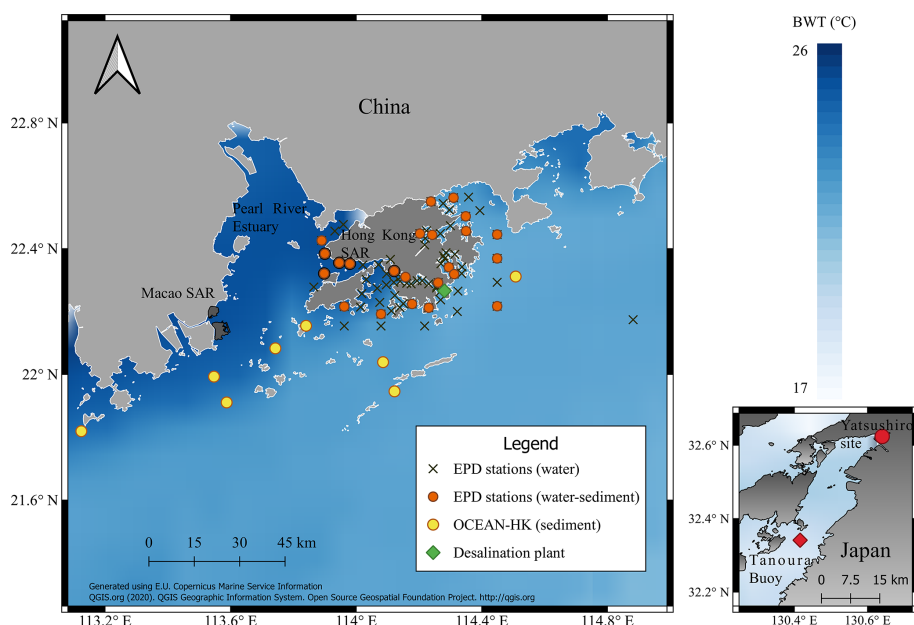 BWT (°C)
26
17
22.8° N
22.4° N
22° N
21.6° N
China
Pearl River
Estuary
Hong Kong
SAR
Macao SAR
Legend
EPD stations (water)
EPD stations (water-sediment)
OCEAN-HK (sediment)
Desalination plant
0 15 30 45 km
Generated using E.U. Copernicus Marine Service Information
QGIS.org (2020). QGIS Geographic Information System. Open Source Geospatial Foundation Project. http://qgis.org
113.2° E 113.6° E 114° E 114.4° E 114.8° E
32.6° N
32.4° N
32.2° N
Yatsushiro
site
Japan
Tanoura
Buoy
0 7.5 15 km
130.4° E 130.6° E